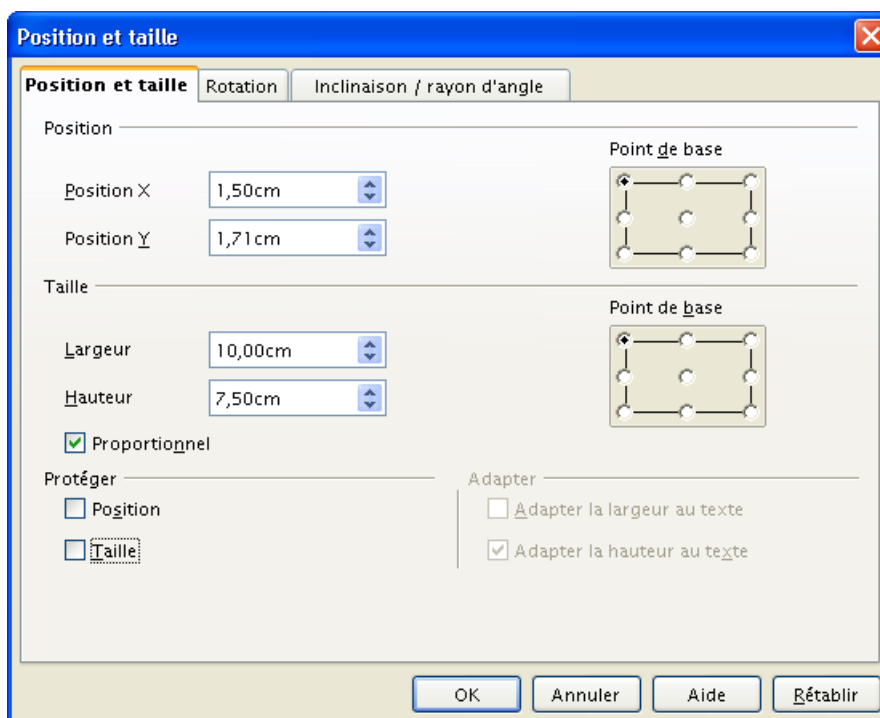 Position et taille
Position et taille Rotation Inclinaison / rayon d'angle
Position
Point de base
Position X 1,50cm
Position Y 1,71cm
Taille
Point de base
Largeur 10,00cm
Hauteur 7,50cm
Proportionnel
Protéger Adapter
Position Adapter la largeur au texte
Taille Adapter la hauteur au texte
OK Annuler Aide Rétablir